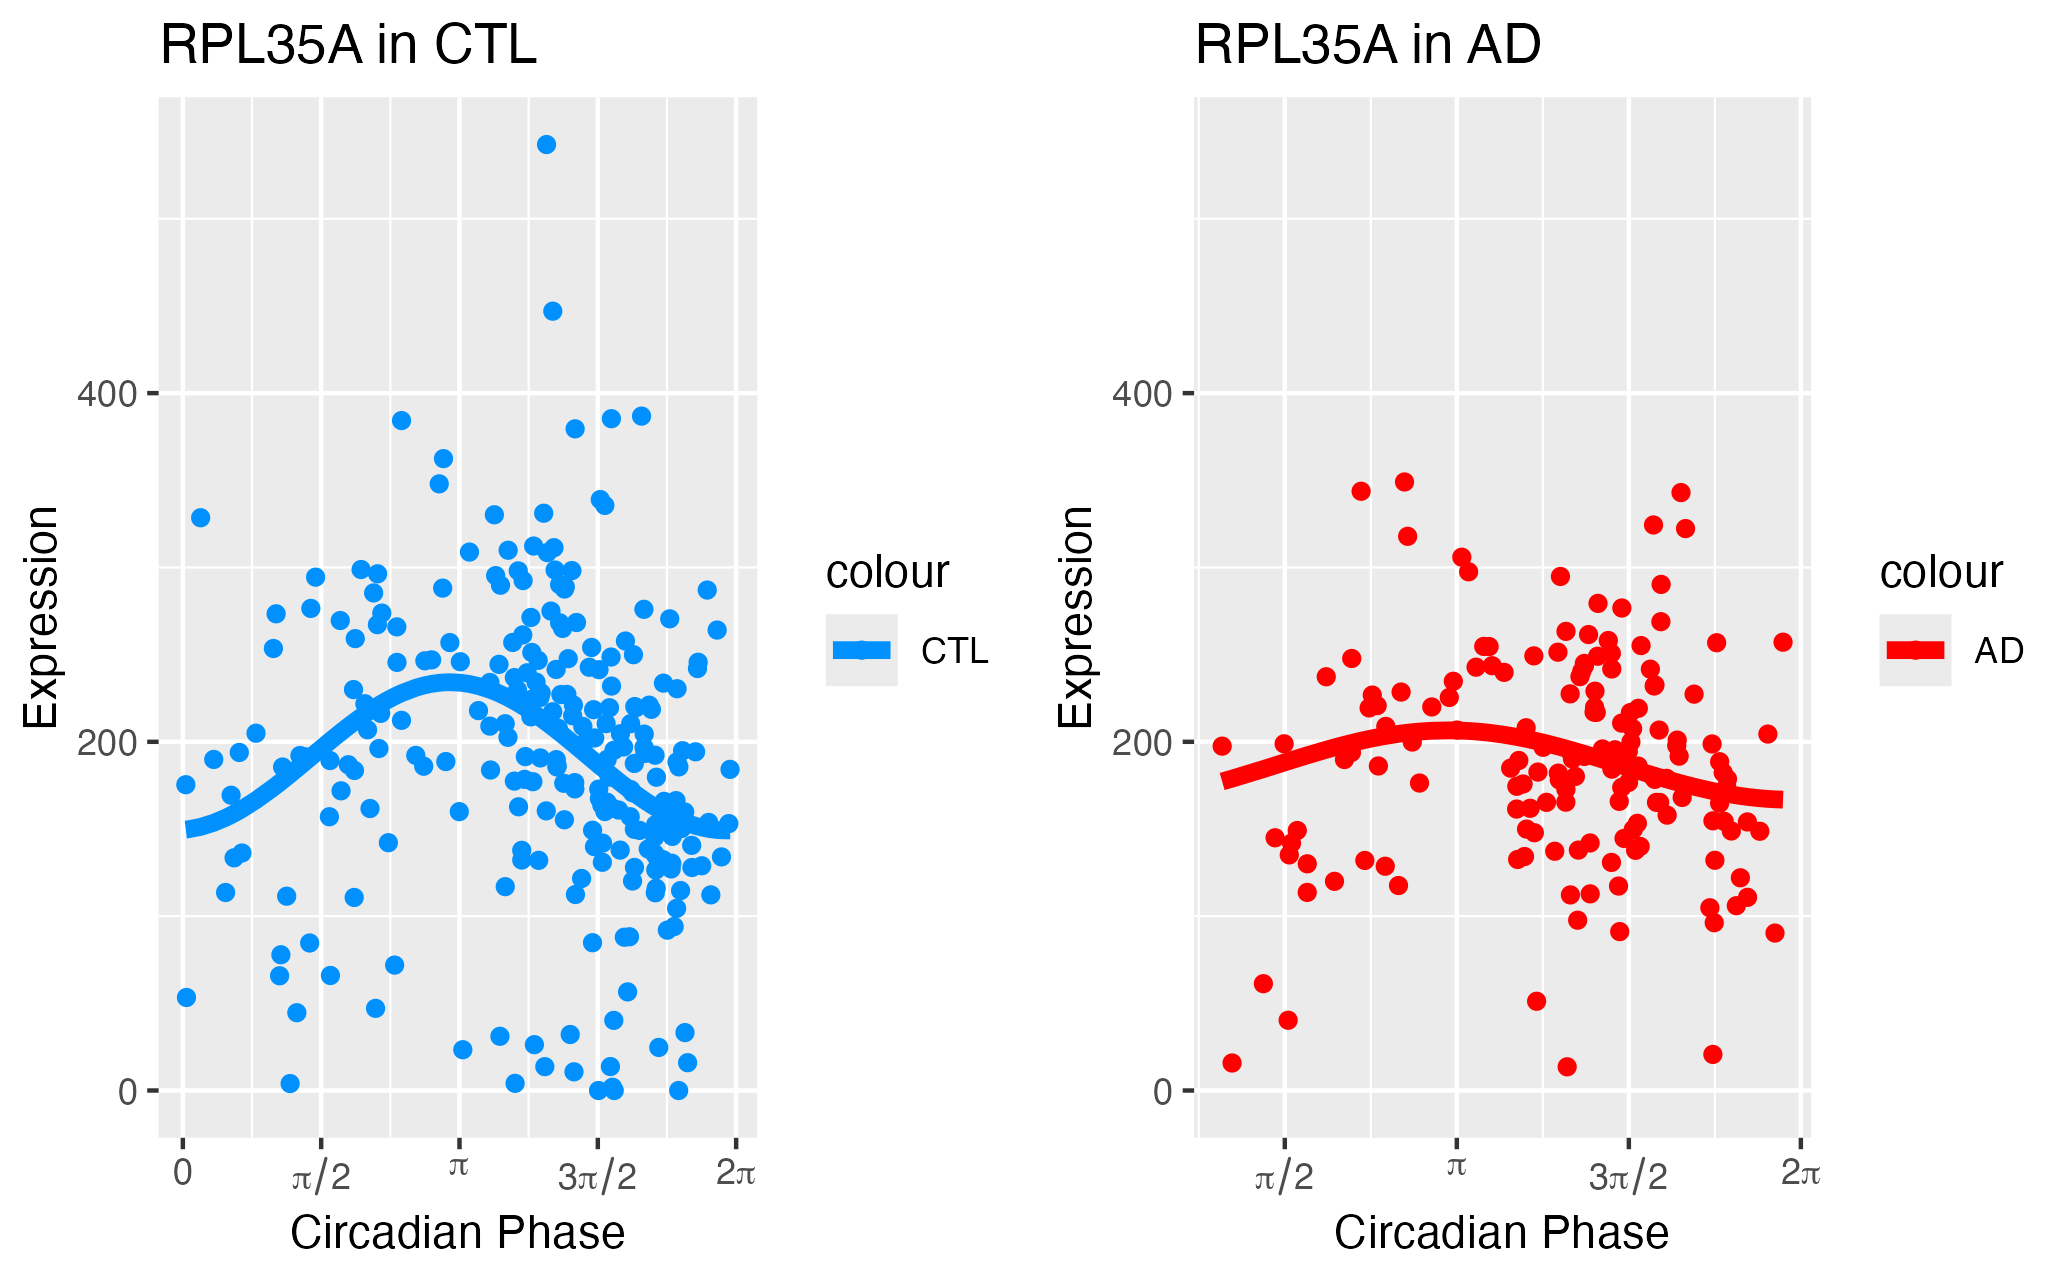 RPL35A in CTL
Expression
400
200
0
0 π/2 π 3π/2 2π
Circadian Phase
colour
CTL
RPL35A in AD
Expression
400
200
0
π/2 π 3π/2 2π
Circadian Phase
colour
AD